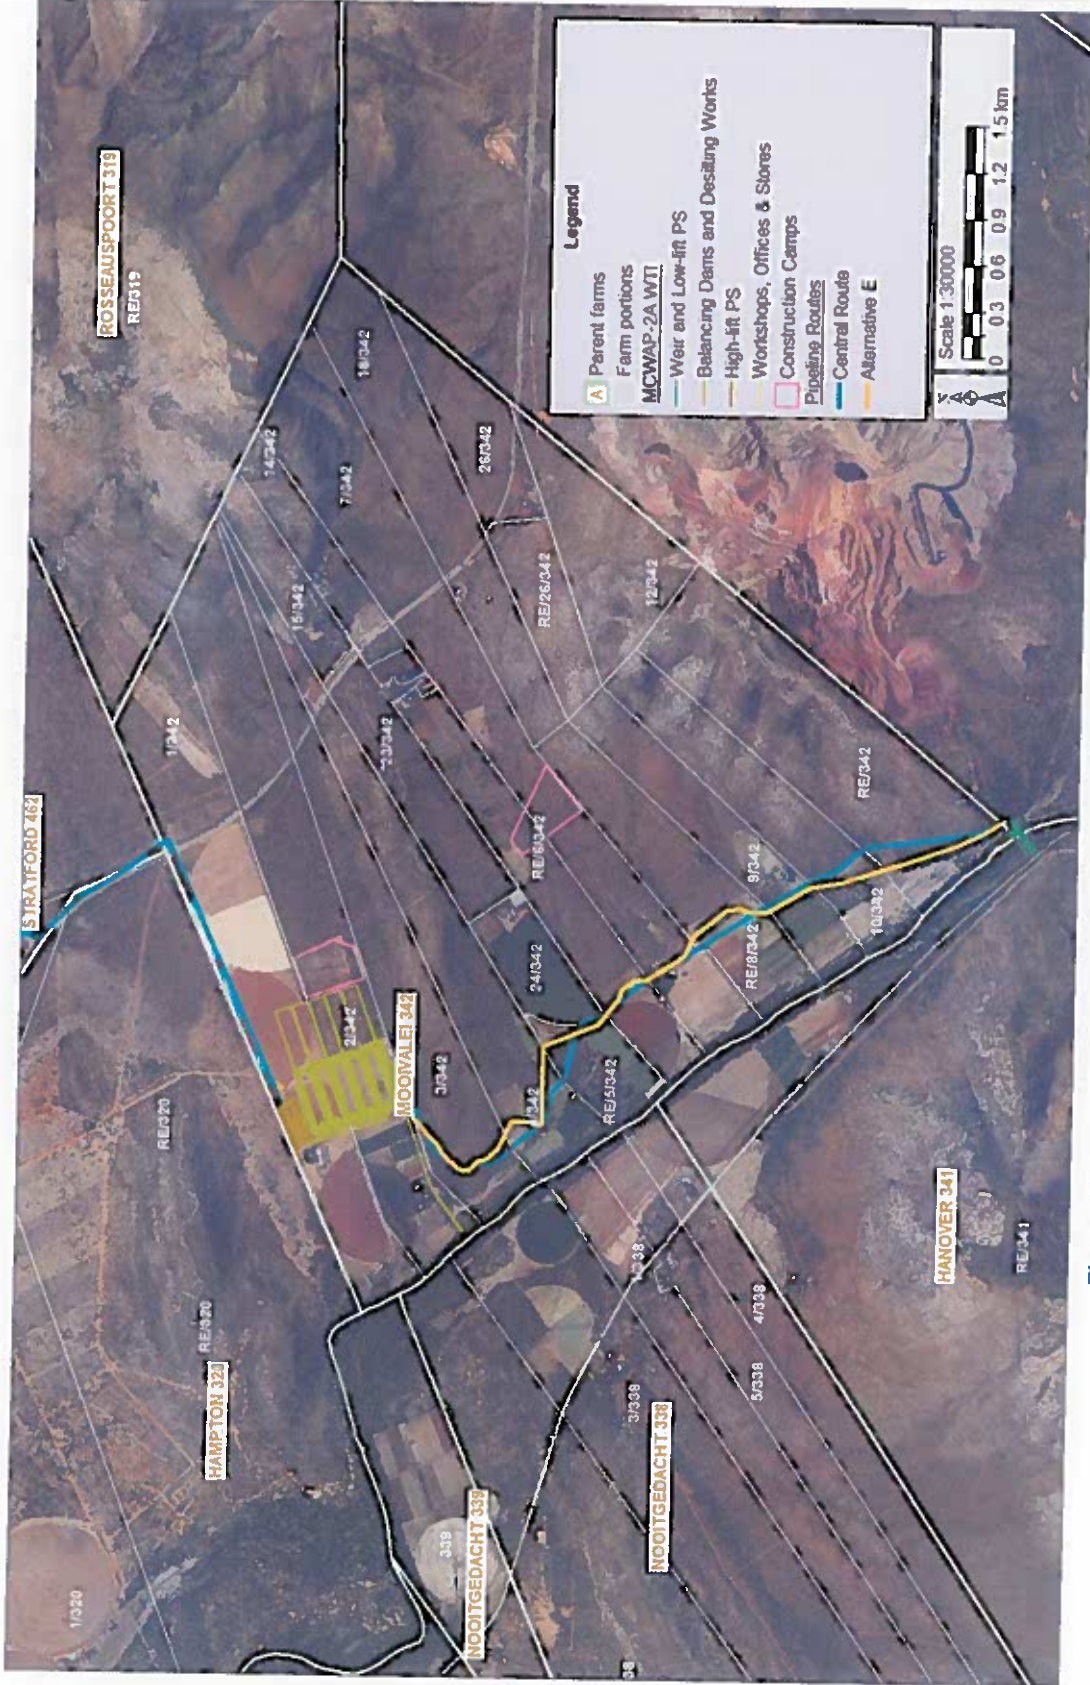 STRATFORD 462
ROSSEAUSPOORT 319
RE/319
1/342
14/342
18/342
7/342
15/342
26/342
RE/26/342
12/342
23/342
RE/6/342
RE/342
9/342
10/342
RE/8/342
24/342
2/342
MOOIVALEI 342
3/342
RE/5/342
RE/320
RE/320
HAMPTON 320
1/320
339
NOOITGEDACHT 339
NOOITGEDACHT 338
3/338
5/338
4/338
HANOVER 341
RE/341
Legend
A Parent farms
Farm portions
MCWAP-2A WTI
Weir and Low-lift PS
Balancing Dams and Desilting Works
High-lift PS
Workshops, Offices & Stores
Construction Camps
Pipeline Routes
Central Route
Alternative E
Scale 1:30000
0 0.3 0.6 0.9 1.2 1.5 km